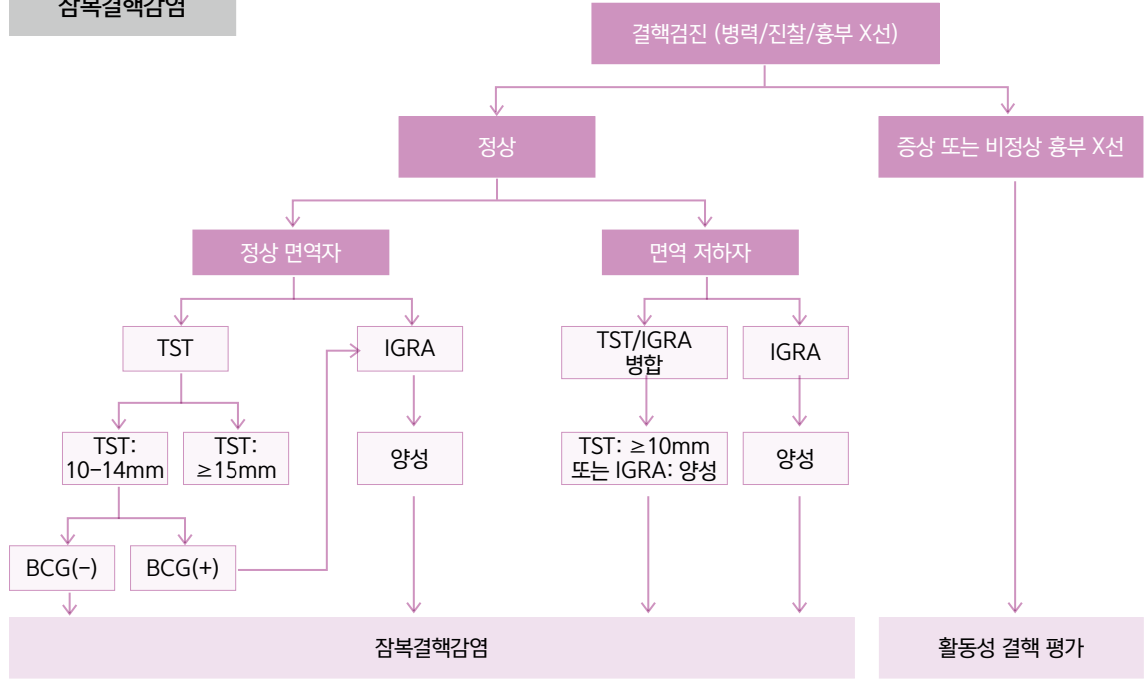 잠복결핵감염
결핵검진 (병력/진찰/흉부 X선)
정상
증상 또는 비정상 흉부 X선
정상 면역자
면역 저하자
TST
IGRA
TST/IGRA
병합
IGRA
TST:
10-14mm
TST:
≥15mm
양성
TST: ≥10mm
또는 IGRA: 양성
양성
BCG(-)
BCG(+)
잠복결핵감염
활동성 결핵 평가